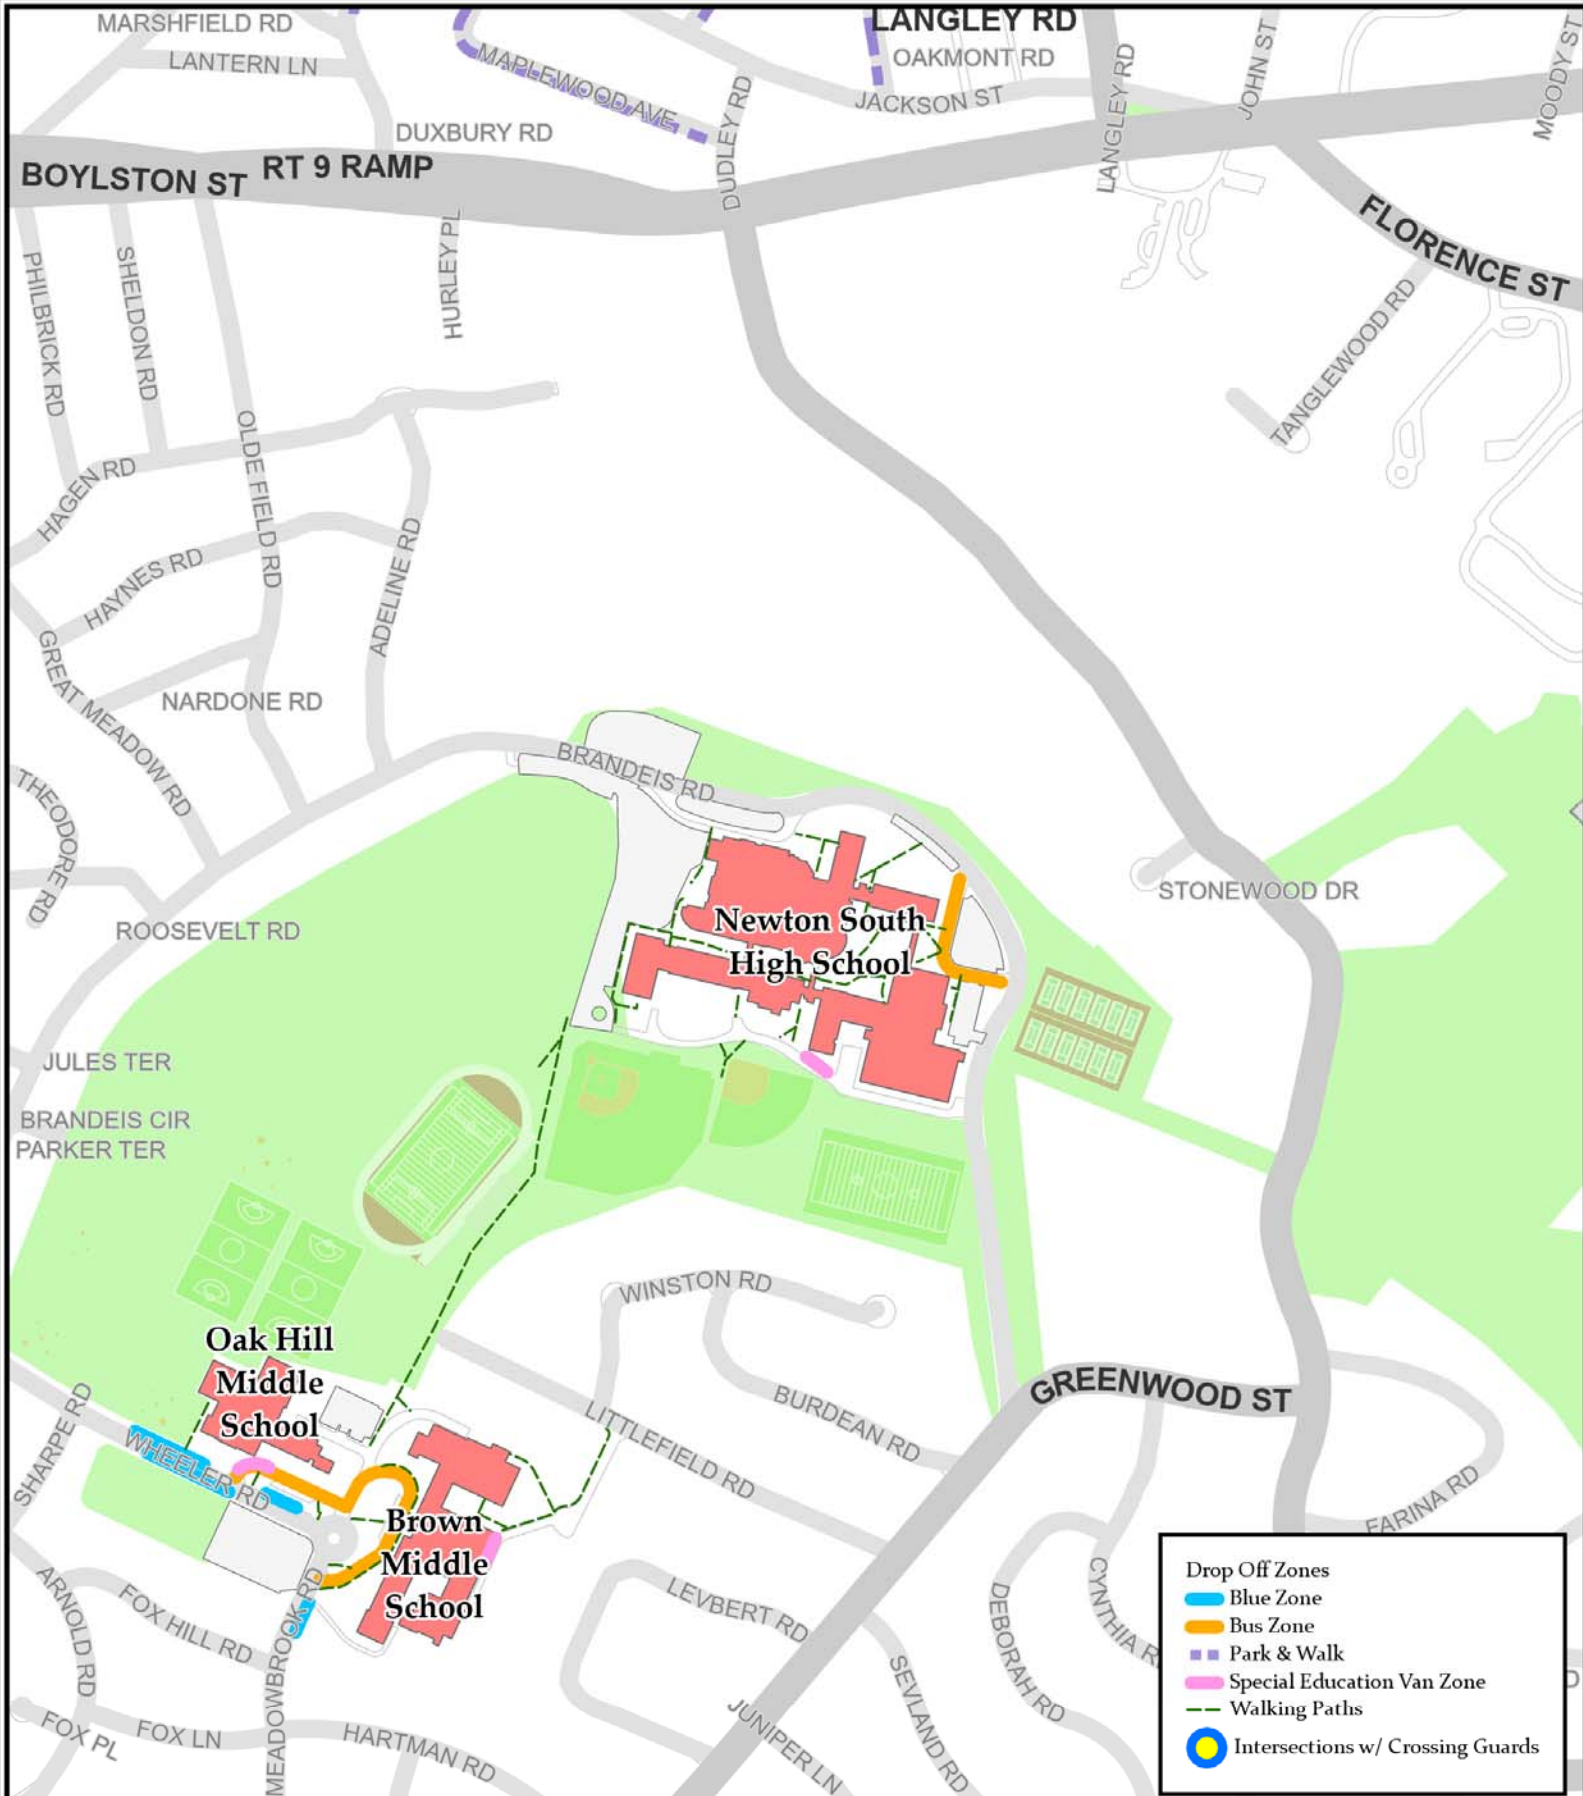 MARSHFIELD RD
LANGLEY RD
LANTERN LN
MAPLEWOOD AVE
OAKMONT RD
JACKSON ST
DUDLEY RD
LANGLEY RD
JOHN ST
MOODY ST
DUXBURY RD
BOYLSTON ST
RT 9 RAMP
FLORENCE ST
PHILBRICK RD
SHELDON RD
HURLEY PL
TANGLEWOOD RD
HAGEN RD
OLDE FIELD RD
HAYNES RD
ADELINE RD
GREAT MEADOW RD
NARDONE RD
BRANDEIS RD
THEODORE RD
STONEWOOD DR
ROOSEVELT RD
Newton South
High School
JULES TER
BRANDEIS CIR
PARKER TER
WINSTON RD
Oak Hill
Middle
School
GREENWOOD ST
BURDEAN RD
LITTLEFIELD RD
SHARPE RD
WHEELER RD
FARINA RD
Brown
Middle
School
ARNOLD RD
FOX HILL RD
MEADOWBROOK RD
LEVBERT RD
DEBORAH RD
CYNTHIA R
SEVLAND RD
JUNIPER LN
FOX PL
FOX LN
HARTMAN RD
Drop Off Zones
Blue Zone
Bus Zone
Park & Walk
Special Education Van Zone
Walking Paths
Intersections w/ Crossing Guards
D